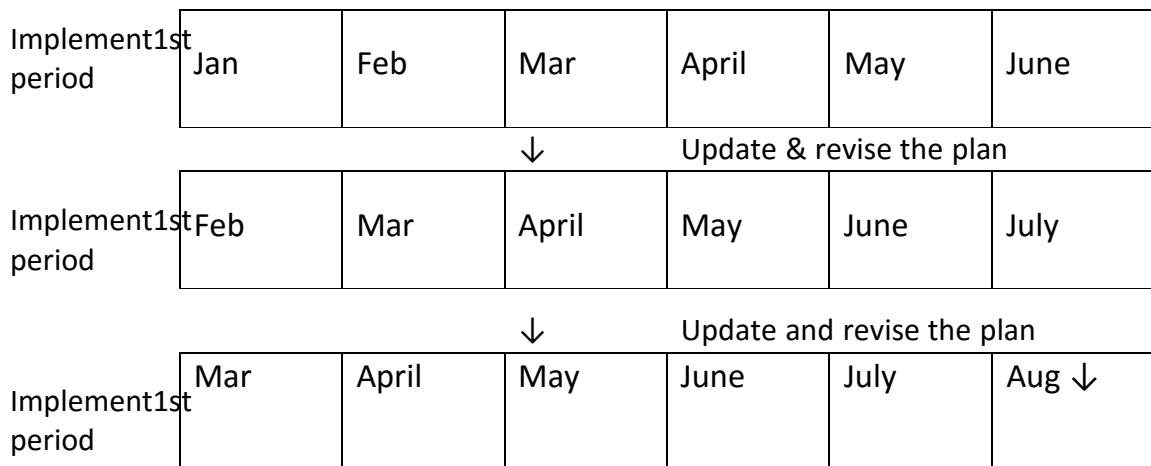 Implement1st period
Jan Feb Mar April May June
↓ Update & revise the plan
Implement1st period
Feb Mar April May June July
↓ Update and revise the plan
Implement1st period
Mar April May June July Aug ↓